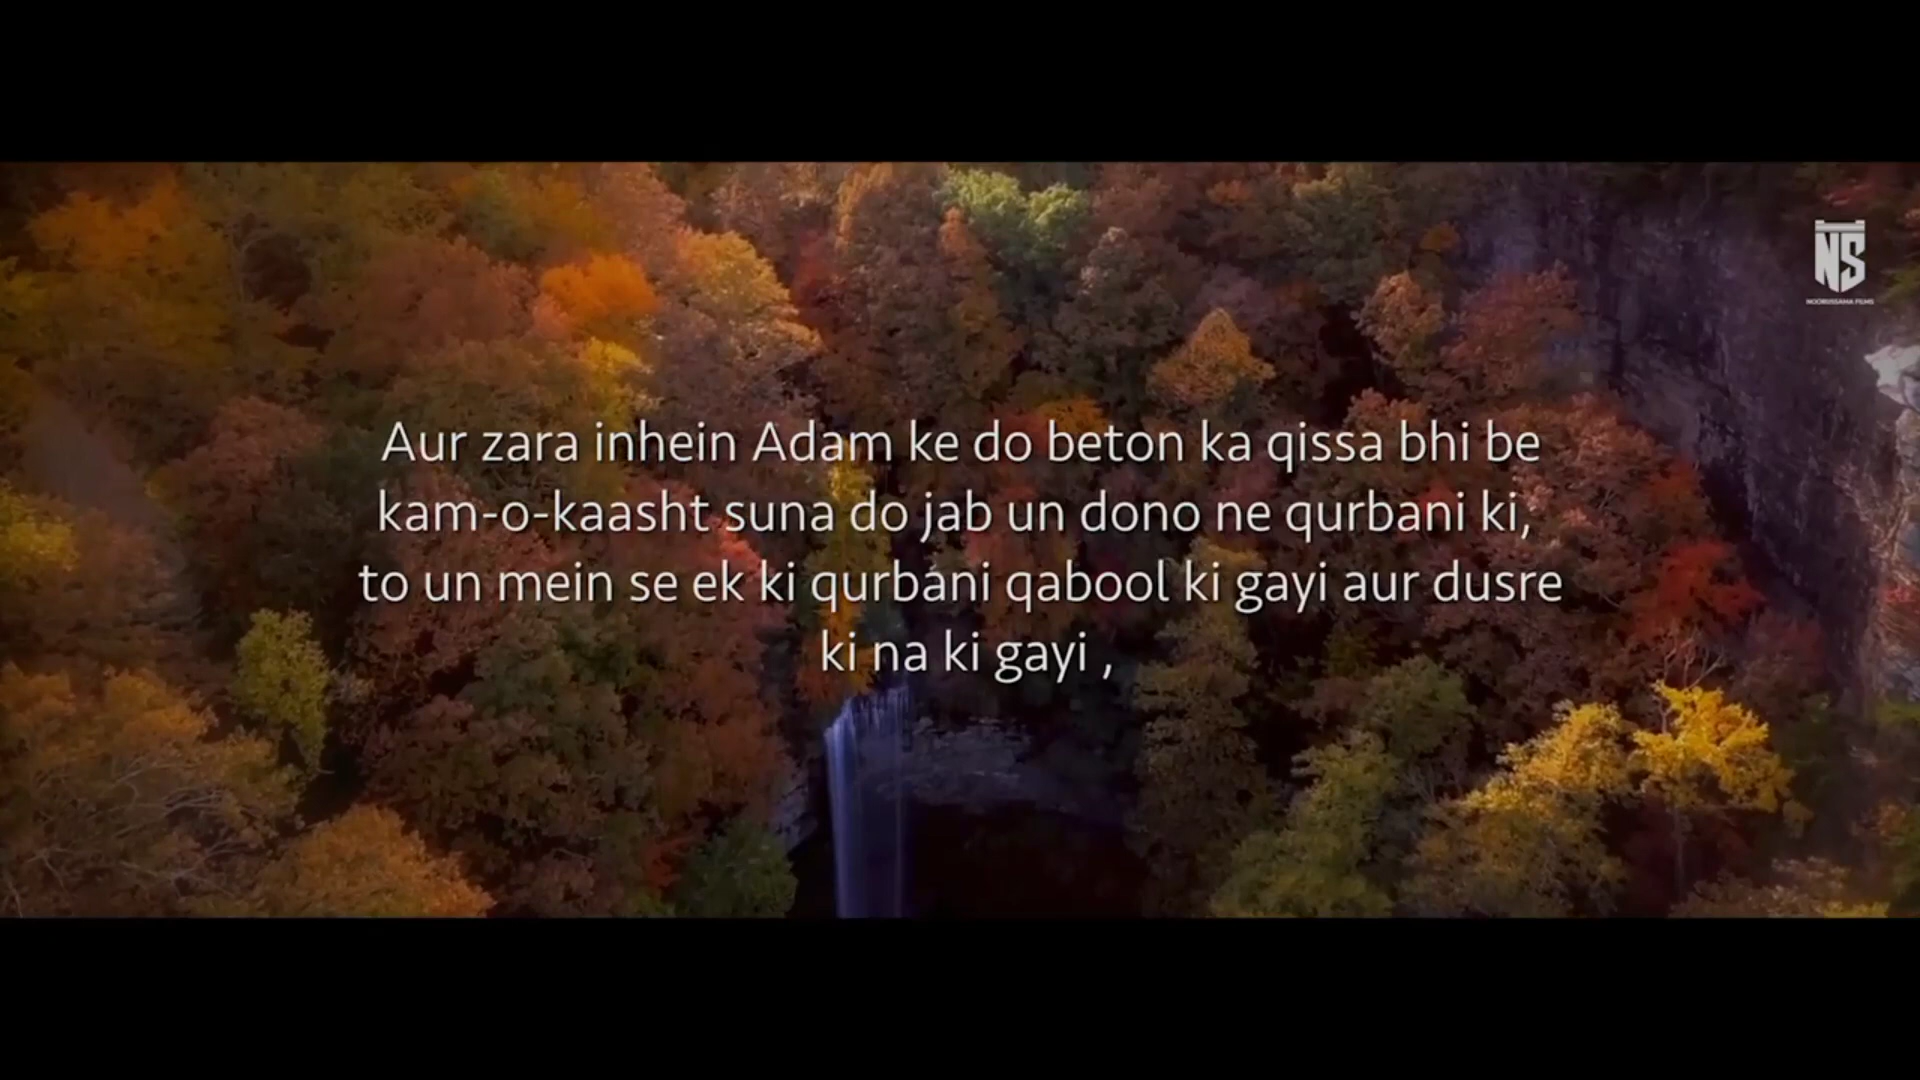 NS
NOORUSSAMA FILMS
Aur zara inhein Adam ke do beton ka qissa bhi be
kam-o-kaasht suna do jab un dono ne qurbani ki,
to un mein se ek ki qurbani qabool ki gayi aur dusre
ki na ki gayi ,